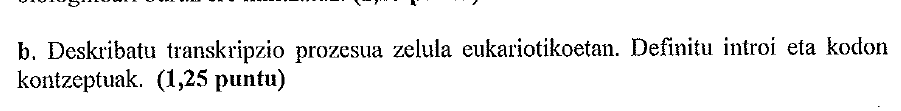 b. Deskribatu transkripzio prozesua zelula eukariotikoetan. Definitu introi eta kodon
kontzeptuak. (1,25 puntu)